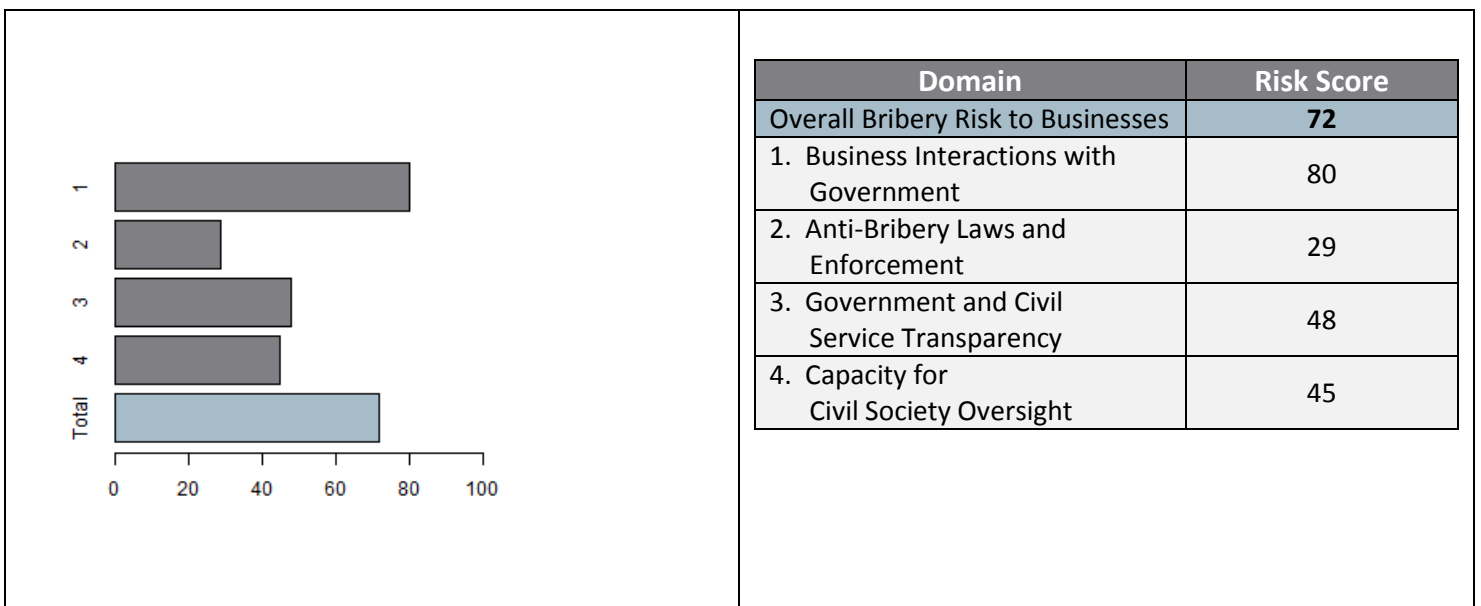 1
2
3
4
Total
0 20 40 60 80 100
Domain Risk Score
Overall Bribery Risk to Businesses 72
1. Business Interactions with
Government
80
2. Anti-Bribery Laws and
Enforcement
29
3. Government and Civil
Service Transparency
48
4. Capacity for
Civil Society Oversight
45